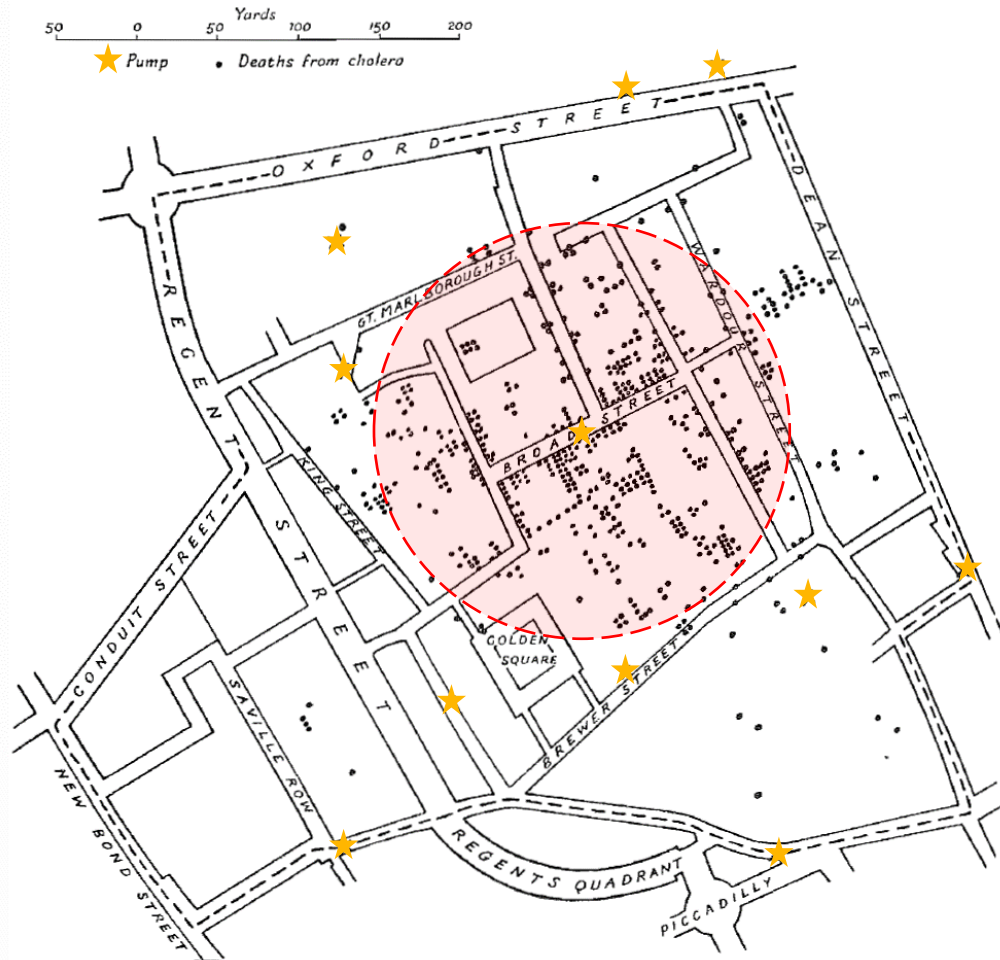 Yards
50 0 50 100 150 200
Pump Deaths from cholera
OXFORD STREET
DEAN STREET
REGENT STREET
GT. MARLBOROUGH ST.
WARDOUR STREET
BROAD STREET
KING STREET
CONDUIT STREET
GOLDEN
SQUARE
BREWER STREET
SAVILLE ROW
NEW BOND STREET
REGENTS QUADRANT
PICCADILLY